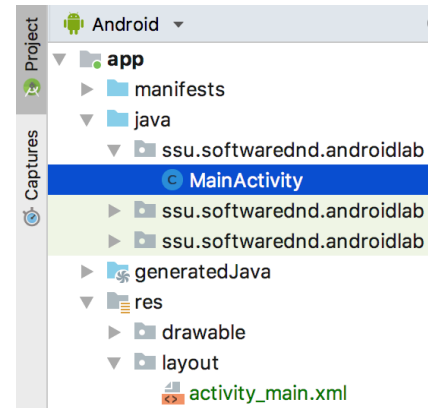 Project
Captures
Android
app
manifests
java
ssu.softwarednd.androidlab
MainActivity
ssu.softwarednd.androidlab
ssu.softwarednd.androidlab
generatedJava
res
drawable
layout
activity_main.xml